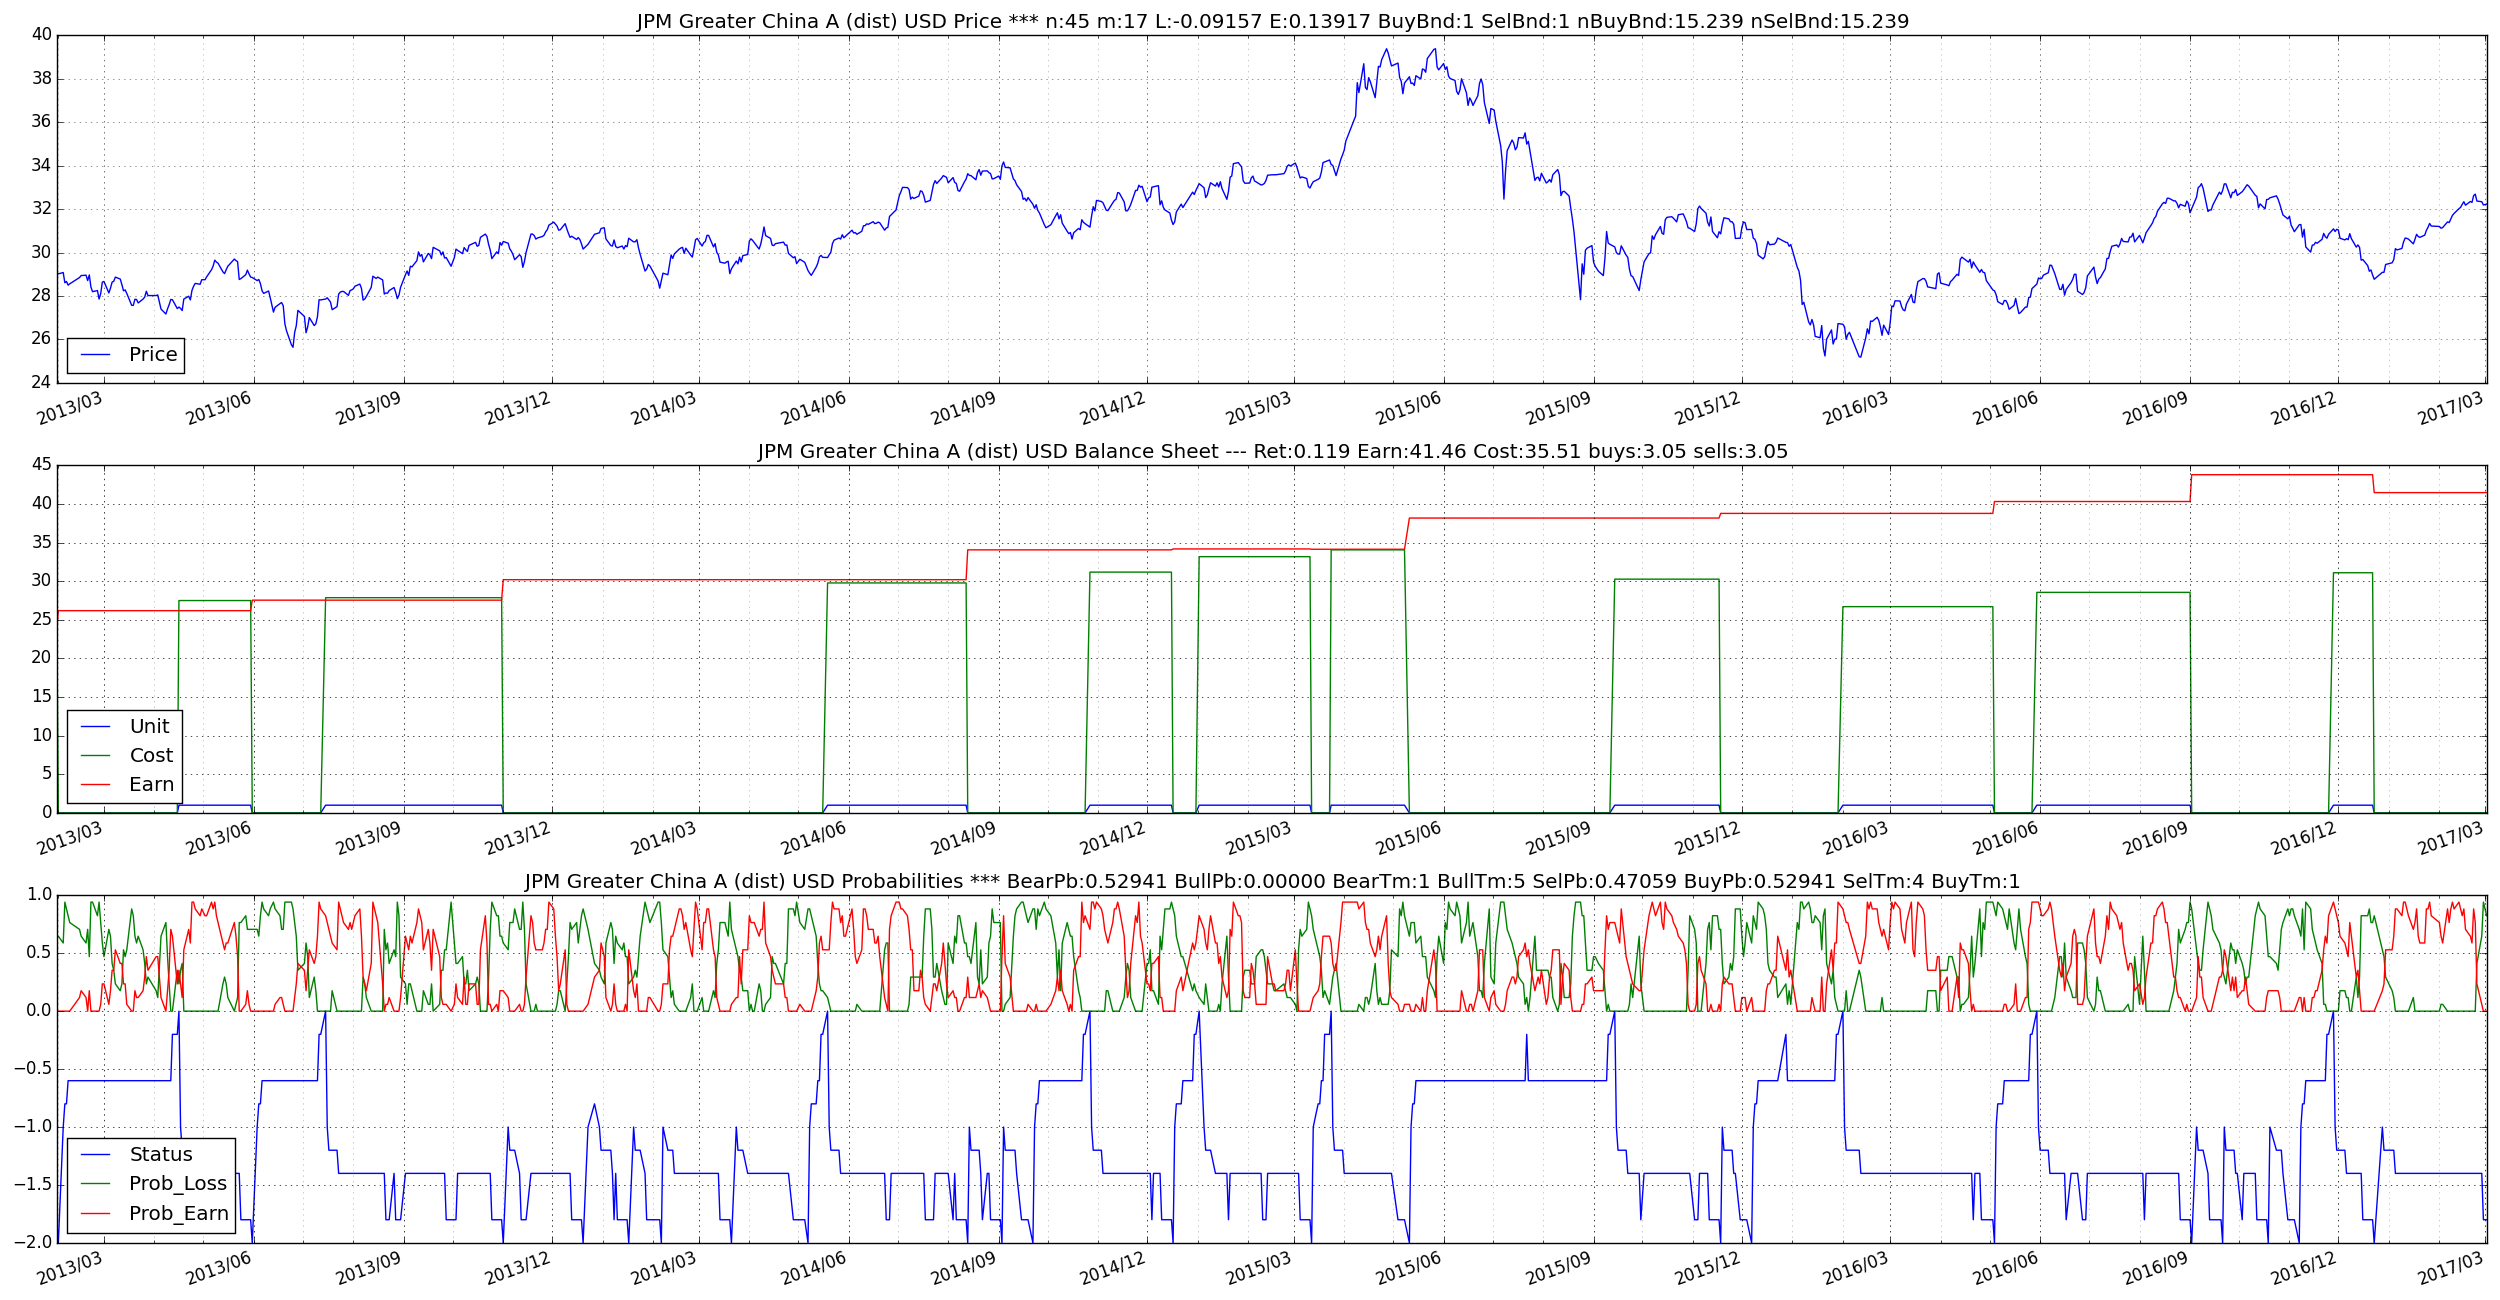 JPM Greater China A (dist) USD Price *** n:45 m:17 L:-0.09157 E:0.13917 BuyBnd:1 SelBnd:1 nBuyBnd:15.239 nSelBnd:15.239
40
38
36
34
32
30
28
26
24
Price
2013/03 2013/06 2013/09 2013/12 2014/03 2014/06 2014/09 2014/12 2015/03 2015/06 2015/09 2015/12 2016/03 2016/06 2016/09 2016/12 2017/03
JPM Greater China A (dist) USD Balance Sheet --- Ret:0.119 Earn:41.46 Cost:35.51 buys:3.05 sells:3.05
45
40
35
30
25
20
15
10
5
0
Unit
Cost
Earn
2013/03 2013/06 2013/09 2013/12 2014/03 2014/06 2014/09 2014/12 2015/03 2015/06 2015/09 2015/12 2016/03 2016/06 2016/09 2016/12 2017/03
JPM Greater China A (dist) USD Probabilities *** BearPb:0.52941 BullPb:0.00000 BearTm:1 BullTm:5 SelPb:0.47059 BuyPb:0.52941 SelTm:4 BuyTm:1
1.0
0.5
0.0
−0.5
−1.0
−1.5
−2.0
Status
Prob_Loss
Prob_Earn
2013/03 2013/06 2013/09 2013/12 2014/03 2014/06 2014/09 2014/12 2015/03 2015/06 2015/09 2015/12 2016/03 2016/06 2016/09 2016/12 2017/03